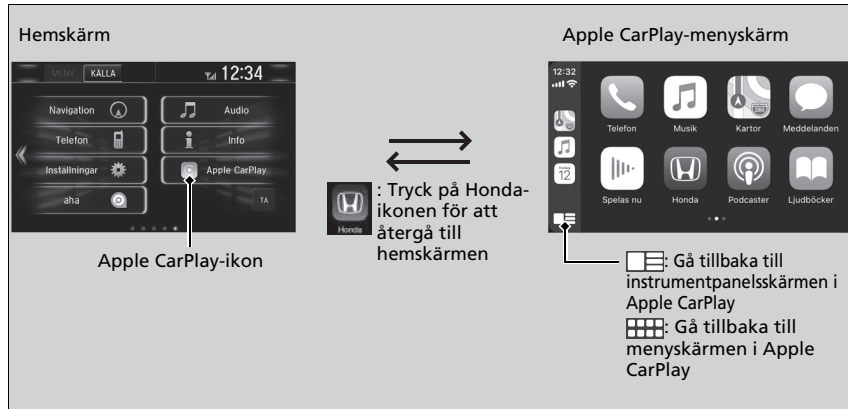 Hemskärm
MENY KÄLLA 12:34
Navigation Audio
Telefon Info
Inställningar Apple CarPlay
aha TA
Apple CarPlay-ikon
Honda
: Tryck på Honda-
ikonen för att
återgå till
hemskärmen
Apple CarPlay-menyskärm
12:32
12
280
Telefon Musik Kartor Meddelanden
Spelas nu Honda Podcaster Ljudböcker
: Gå tillbaka till
instrumentpanelsskärmen i
Apple CarPlay
: Gå tillbaka till
menyskärmen i Apple
CarPlay